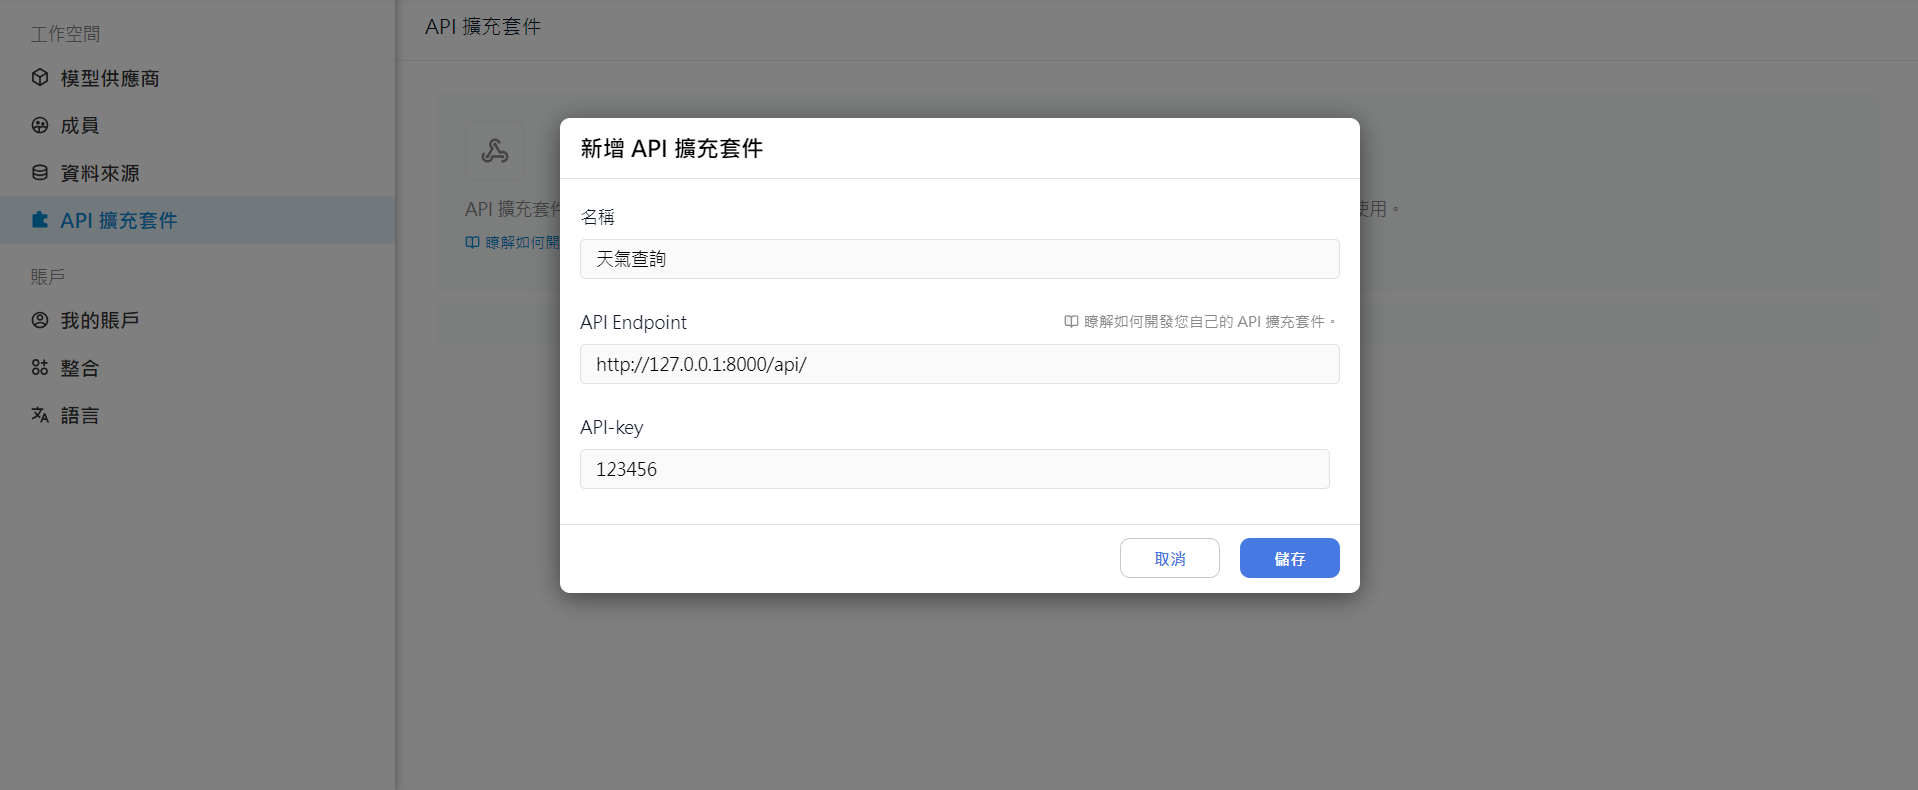 工作空間
模型供應商
成員
資料來源
API 擴充套件
賬戶
我的賬戶
整合
語言
API 擴充套件
API 擴充套件
使用。
瞭解如何開
新增 API 擴充套件
名稱
天氣查詢
API Endpoint
瞭解如何開發您自己的 API 擴充套件。
http://127.0.0.1:8000/api/
API-key
123456
取消
儲存